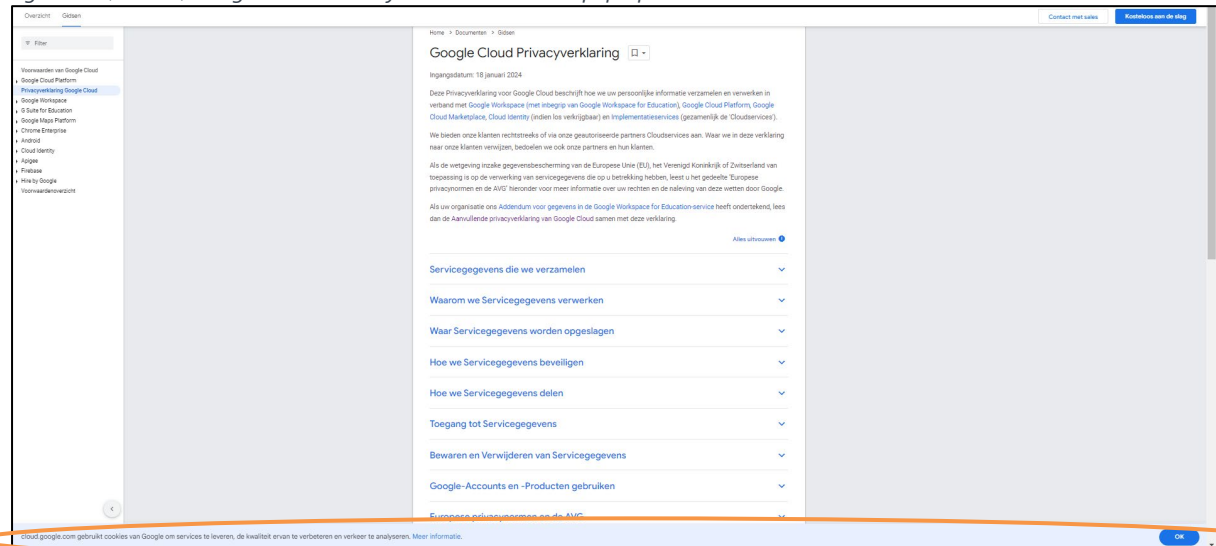 Overzicht Gidsen
Contact met sales Kosteloos aan de slag
Filter
Voorwaarden van Google Cloud
Google Cloud Platform
Privacyverklaring Google Cloud
Google Workspace
G Suite for Education
Google Maps Platform
Chrome Enterprise
Android
Cloud Identity
Apigee
Firebase
Hire by Google
Voorwaardenoverzicht
Home > Documenten > Gidsen
Google Cloud Privacyverklaring
Ingangsdatum: 18 januari 2024
Deze Privacyverklaring voor Google Cloud beschrijft hoe we uw persoonlijke informatie verzamelen en verwerken in
verband met Google Workspace (met inbegrip van Google Workspace for Education), Google Cloud Platform, Google
Cloud Marketplace, Cloud Identity (indien los verkrijgbaar) en Implementatieservices (gezamenlijk de 'Cloudservices').
We bieden onze klanten rechtstreeks of via onze geautoriseerde partners Cloudservices aan. Waar we in deze verklaring
naar onze klanten verwijzen, bedoelen we ook onze partners en hun klanten.
Als de wetgeving inzake gegevensbescherming van de Europese Unie (EU), het Verenigd Koninkrijk of Zwitserland van
toepassing is op de verwerking van servicegegevens die op u betrekking hebben, leest u het gedeelte 'Europese
privacynormen en de AVG' hieronder voor meer informatie over uw rechten en de naleving van deze wetten door Google.
Als uw organisatie ons Addendum voor gegevens in de Google Workspace for Education-service heeft ondertekend, lees
dan de Aanvullende privacyverklaring van Google Cloud samen met deze verklaring.
Alles uitvouwen
Servicegegevens die we verzamelen
Waarom we Servicegegevens verwerken
Waar Servicegegevens worden opgeslagen
Hoe we Servicegegevens beveiligen
Hoe we Servicegegevens delen
Toegang tot Servicegegevens
Bewaren en Verwijderen van Servicegegevens
Google-Accounts en -Producten gebruiken
Europese privacynormen en de AVG
cloud.google.com gebruikt cookies van Google om services te leveren, de kwaliteit ervan te verbeteren en verkeer te analyseren. Meer informatie.
OK